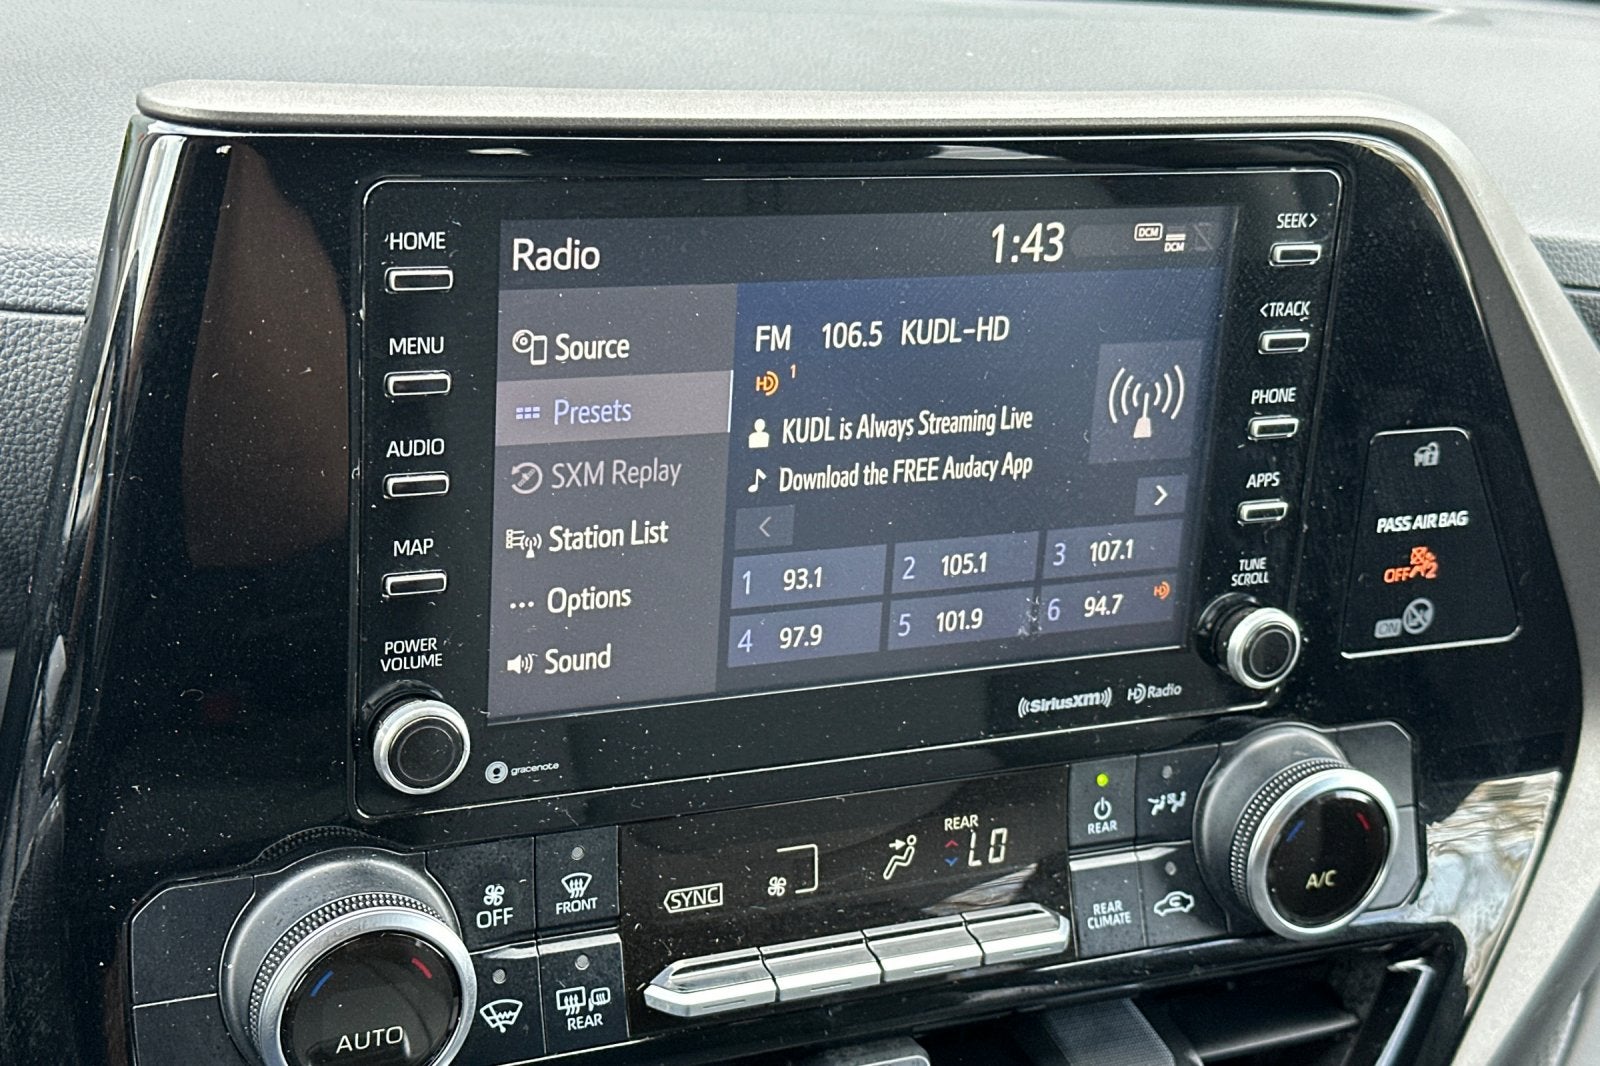 HOME
MENU
AUDIO
MAP
POWER
VOLUME
Radio
1:43
DCM
DCM
Source
Presets
SXM Replay
Station List
Options
Sound
FM 106.5 KUDL-HD
HD 1
KUDL is Always Streaming Live
Download the FREE Audacy App
<
>
1 93.1
2 105.1
3 107.1
4 97.9
5 101.9
6 94.7 HD
SEEK>
<TRACK
PHONE
APPS
TUNE
SCROLL
gracenote
((SiriusXM))
HD Radio
PASS AIR BAG
OFF 2
ON
AUTO
OFF
FRONT
REAR
SYNC
REAR
LO
REAR
REAR
CLIMATE
A/C